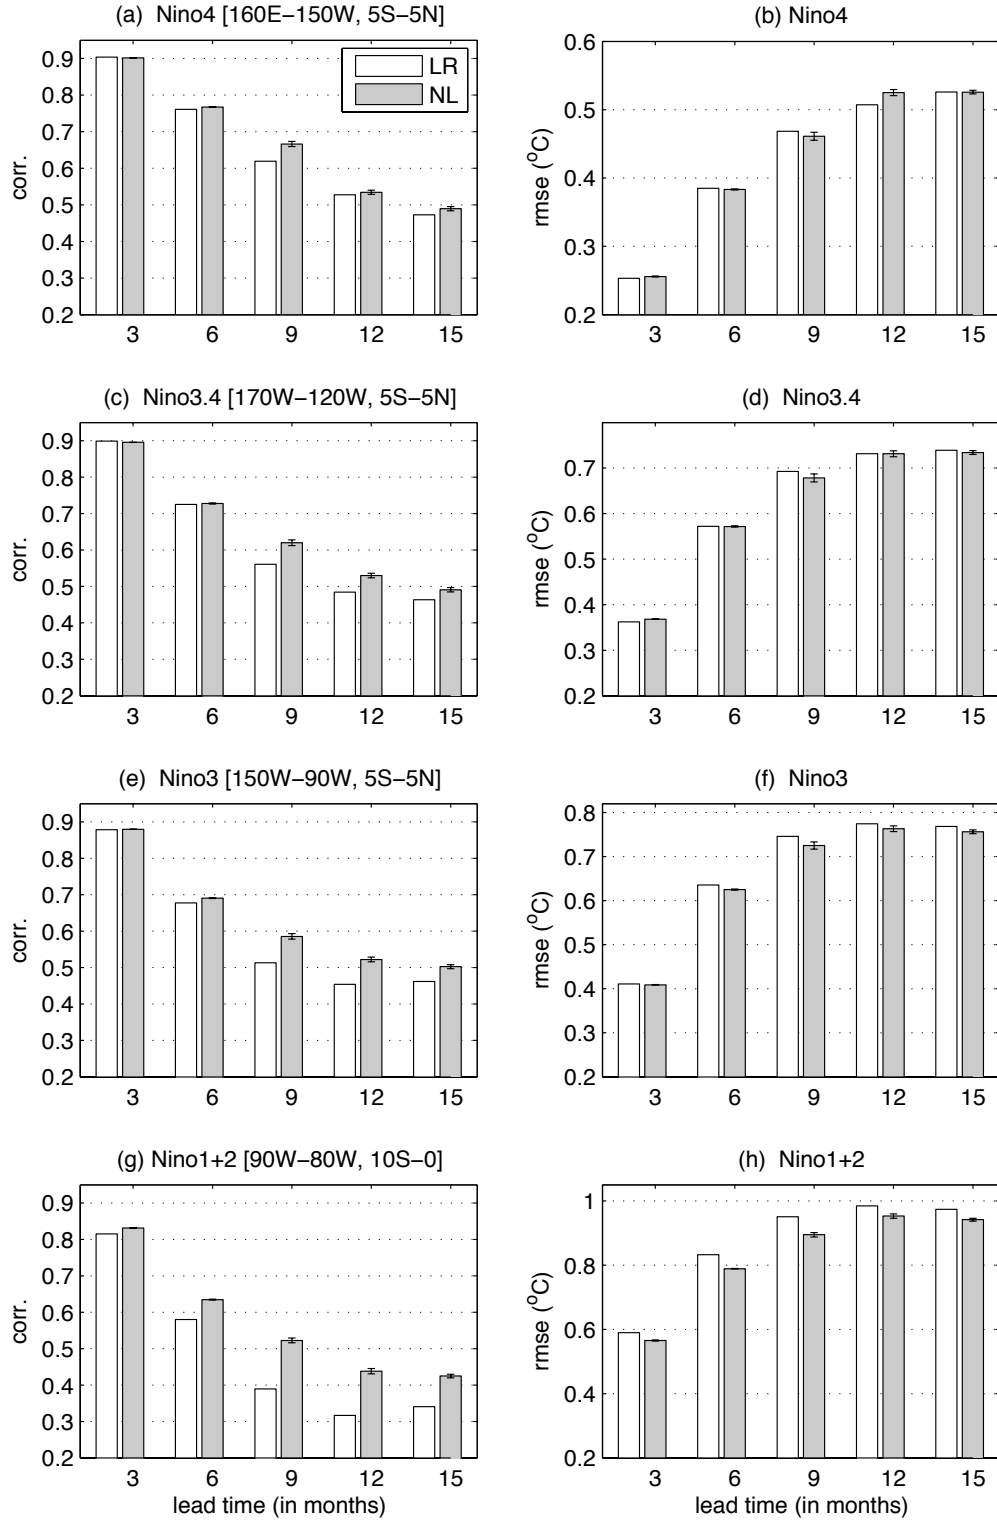 (a) Nino4 [160E−150W, 5S−5N]
0.9
0.8
0.7
0.6
0.5
0.4
0.3
0.2
corr.
LR
NL
3 6 9 12 15
(b) Nino4
0.6
0.5
0.4
0.3
0.2
rmse (°C)
3 6 9 12 15
(c) Nino3.4 [170W−120W, 5S−5N]
0.9
0.8
0.7
0.6
0.5
0.4
0.3
0.2
corr.
3 6 9 12 15
(d) Nino3.4
0.7
0.6
0.5
0.4
0.3
0.2
rmse (°C)
3 6 9 12 15
(e) Nino3 [150W−90W, 5S−5N]
0.9
0.8
0.7
0.6
0.5
0.4
0.3
0.2
corr.
3 6 9 12 15
(f) Nino3
0.8
0.7
0.6
0.5
0.4
0.3
0.2
rmse (°C)
3 6 9 12 15
(g) Nino1+2 [90W−80W, 10S−0]
0.9
0.8
0.7
0.6
0.5
0.4
0.3
0.2
corr.
3 6 9 12 15
lead time (in months)
(h) Nino1+2
1
0.8
0.6
0.4
0.2
rmse (°C)
3 6 9 12 15
lead time (in months)